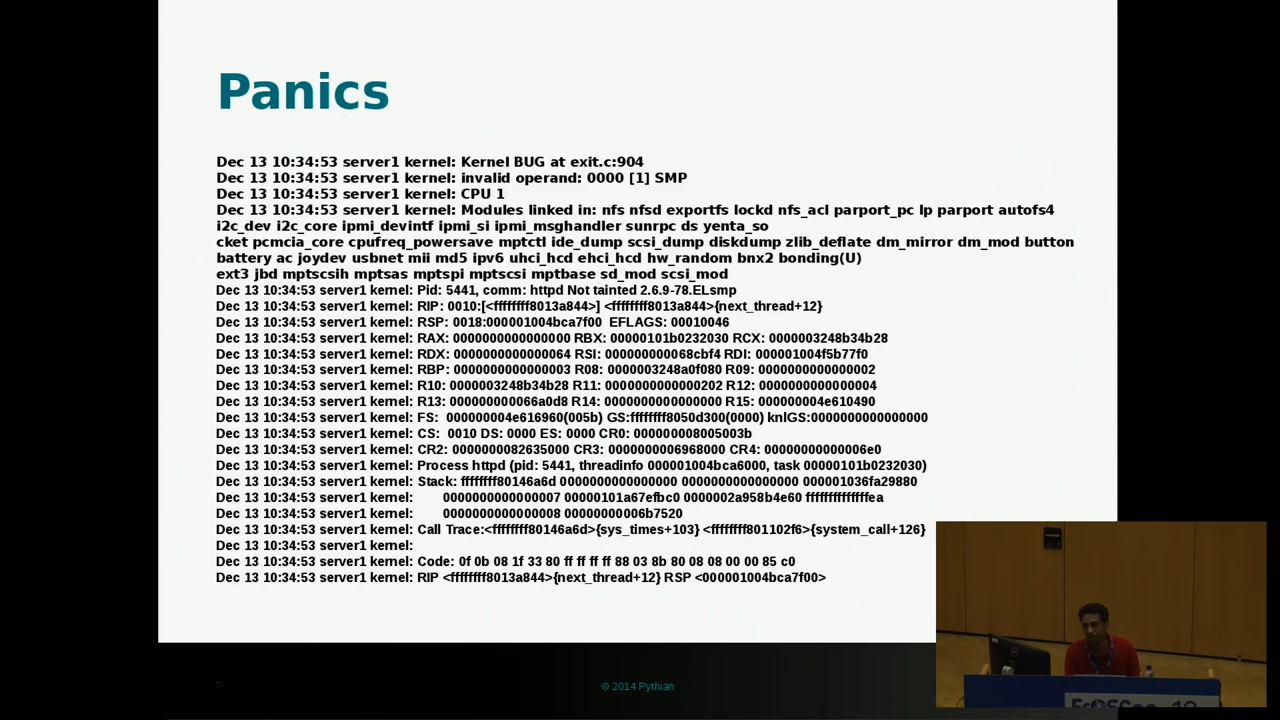 Panics
Dec 13 10:34:53 server1 kernel: Kernel BUG at exit.c:904
Dec 13 10:34:53 server1 kernel: invalid operand: 0000 [1] SMP
Dec 13 10:34:53 server1 kernel: CPU 1
Dec 13 10:34:53 server1 kernel: Modules linked in: nfs nfsd exportfs lockd nfs_acl parport_pc lp parport autofs4
i2c_dev i2c_core ipmi_devintf ipmi_si ipmi_msghandler sunrpc ds yenta_so
cket pcmcia_core cpufreq_powersave mptctl ide_dump scsi_dump diskdump zlib_deflate dm_mirror dm_mod button
battery ac joydev usbnet mii md5 ipv6 uhci_hcd ehci_hcd hw_random bnx2 bonding(U)
ext3 jbd mptscsih mptsas mptspi mptscsi mptbase sd_mod scsi_mod
Dec 13 10:34:53 server1 kernel: Pid: 5441, comm: httpd Not tainted 2.6.9-78.ELsmp
Dec 13 10:34:53 server1 kernel: RIP: 0010:[<ffffffff8013a844>] <ffffffff8013a844>{next_thread+12}
Dec 13 10:34:53 server1 kernel: RSP: 0018:000001004bca7f00  EFLAGS: 00010046
Dec 13 10:34:53 server1 kernel: RAX: 0000000000000000 RBX: 00000101b0232030 RCX: 0000003248b34b28
Dec 13 10:34:53 server1 kernel: RDX: 0000000000000064 RSI: 000000000068cbf4 RDI: 000001004f5b77f0
Dec 13 10:34:53 server1 kernel: RBP: 0000000000000003 R08: 0000003248a0f080 R09: 0000000000000002
Dec 13 10:34:53 server1 kernel: R10: 0000003248b34b28 R11: 0000000000000202 R12: 0000000000000004
Dec 13 10:34:53 server1 kernel: R13: 000000000066a0d8 R14: 0000000000000000 R15: 000000004e610490
Dec 13 10:34:53 server1 kernel: FS:  000000004e616960(005b) GS:ffffffff8050d300(0000) knlGS:0000000000000000
Dec 13 10:34:53 server1 kernel: CS:  0010 DS: 0000 ES: 0000 CR0: 000000008005003b
Dec 13 10:34:53 server1 kernel: CR2: 0000000082635000 CR3: 0000000006968000 CR4: 00000000000006e0
Dec 13 10:34:53 server1 kernel: Process httpd (pid: 5441, threadinfo 000001004bca6000, task 00000101b0232030)
Dec 13 10:34:53 server1 kernel: Stack: ffffffff80146a6d 0000000000000000 0000000000000000 000001036fa29880
Dec 13 10:34:53 server1 kernel:        0000000000000007 00000101a67efbc0 0000002a958b4e60 ffffffffffffffea
Dec 13 10:34:53 server1 kernel:        0000000000000008 00000000006b7520
Dec 13 10:34:53 server1 kernel: Call Trace:<ffffffff80146a6d>{sys_times+103} <ffffffff801102f6>{system_call+126}
Dec 13 10:34:53 server1 kernel:
Dec 13 10:34:53 server1 kernel: Code: 0f 0b 08 1f 33 80 ff ff ff ff 88 03 8b 80 08 08 00 00 85 c0
Dec 13 10:34:53 server1 kernel: RIP <ffffffff8013a844>{next_thread+12} RSP <000001004bca7f00>
7
© 2014 Pythian